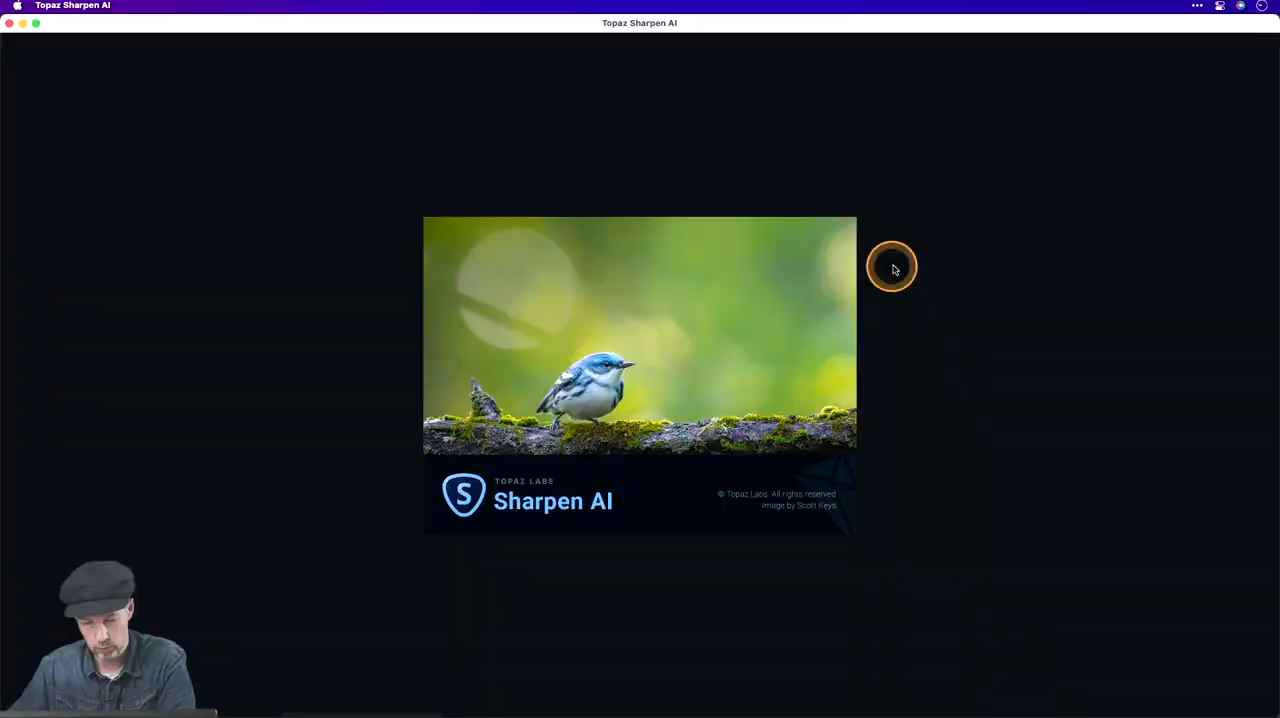 Topaz Sharpen AI
Topaz Sharpen AI
TOPAZ LABS
S Sharpen AI
© Topaz Labs. All rights reserved
Image by Scott Keys